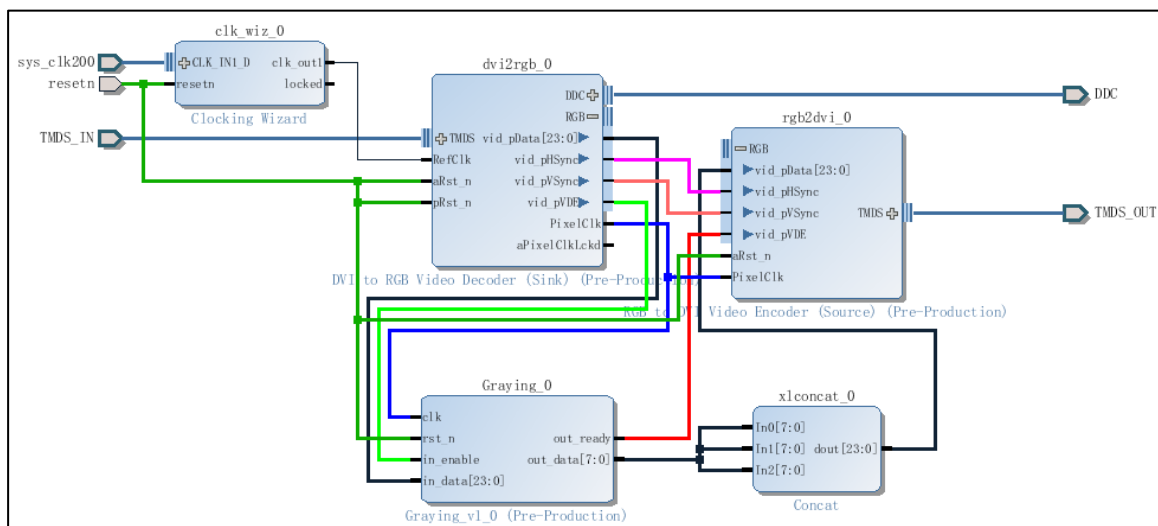 clk_wiz_0
sys_clk200
CLK_IN1_D
clk_out1
resetn
resetn
locked
Clocking Wizard
dvi2rgb_0
DDC
DDC
RGB
TMDS_IN
TMDS
vid_pData[23:0]
RefClk
vid_pHSync
aRst_n
vid_pVSync
pRst_n
vid_pVDE
PixelClk
aPixelClkLckd
DVI to RGB Video Decoder (Sink) (Pre-Production)
rgb2dvi_0
RGB
vid_pData[23:0]
vid_pHSync
vid_pVSync
TMDS
TMDS_OUT
vid_pVDE
aRst_n
PixelClk
RGB to DVI Video Encoder (Source) (Pre-Production)
Graying_0
clk
rst_n
out_ready
in_enable
out_data[7:0]
in_data[23:0]
Graying_v1_0 (Pre-Production)
xlconcat_0
In0[7:0]
In1[7:0]
dout[23:0]
In2[7:0]
Concat